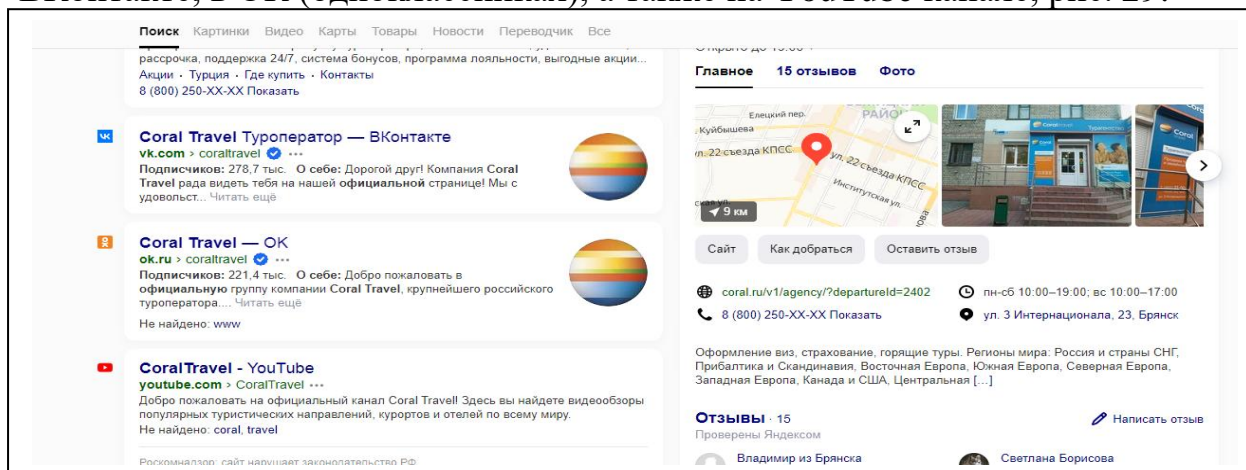 ВКонтакте, в ОК (одноклассниках), а также на YouTube канале, рис. 29.
Поиск Картинки Видео Карты Товары Новости Переводчик Все
рассрочка, поддержка 24/7, система бонусов, программа лояльности, выгодные акции...
Акции · Турция · Где купить · Контакты
8 (800) 250-XX-XX Показать
Coral Travel Туроператор — ВКонтакте
vk.com › coraltravel
Подписчиков: 278,7 тыс. О себе: Дорогой друг! Компания Coral
Travel рада видеть тебя на нашей официальной странице! Мы с
удовольст... Читать ещё
Coral Travel — OK
ok.ru › coraltravel
Подписчиков: 221,4 тыс. О себе: Добро пожаловать в
официальную группу компании Coral Travel, крупнейшего российского
туроператора.... Читать ещё
Не найдено: www
CoralTravel - YouTube
youtube.com › CoralTravel
Добро пожаловать на официальный канал Coral Travel! Здесь вы найдете видеообзоры
популярных туристических направлений, курортов и отелей по всему миру.
Не найдено: coral, travel
Роскомнадзор: сайт нарушает законодательство РФ
Открыто до 19:00
Главное 15 отзывов Фото
Елецкий пер.
РАЙО
Куйбышева
ул. 22 съезда КПСС
ул. 22 съезда КПСС
Институтская ул.
9 км
Coral
Coral
Сайт Как добраться Оставить отзыв
coral.ru/v1/agency/?departureId=2402
пн-сб 10:00–19:00; вс 10:00–17:00
8 (800) 250-XX-XX Показать
ул. 3 Интернационала, 23, Брянск
Оформление виз, страхование, горящие туры. Регионы мира: Россия и страны СНГ,
Прибалтика и Скандинавия, Восточная Европа, Южная Европа, Северная Европа,
Западная Европа, Канада и США, Центральная [...]
Отзывы · 15
Написать отзыв
Проверены Яндексом
Владимир из Брянска
Светлана Борисова